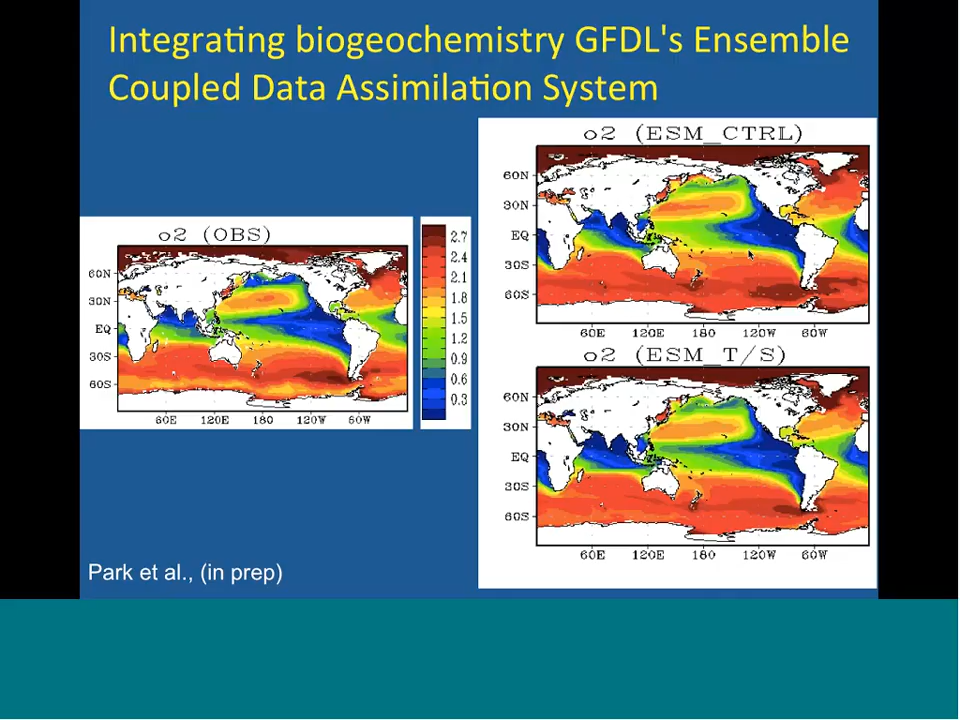 Integrating biogeochemistry GFDL's Ensemble
Coupled Data Assimilation System
o2 (OBS)
60N
30N
EQ
30S
60S
60E 120E 180 120W 60W
2.7
2.4
2.1
1.8
1.5
1.2
0.9
0.6
0.3
o2 (ESM_CTRL)
60N
30N
EQ
30S
60S
60E 120E 180 120W 60W
o2 (ESM_T/S)
60N
30N
EQ
30S
60S
60E 120E 180 120W 60W
Park et al., (in prep)